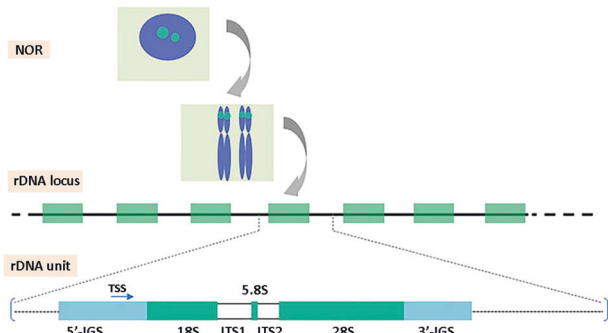 NOR
rDNA locus
rDNA unit
TSS
5.8S
5'-IGS 18S ITS1 ITS2 28S 3'-IGS